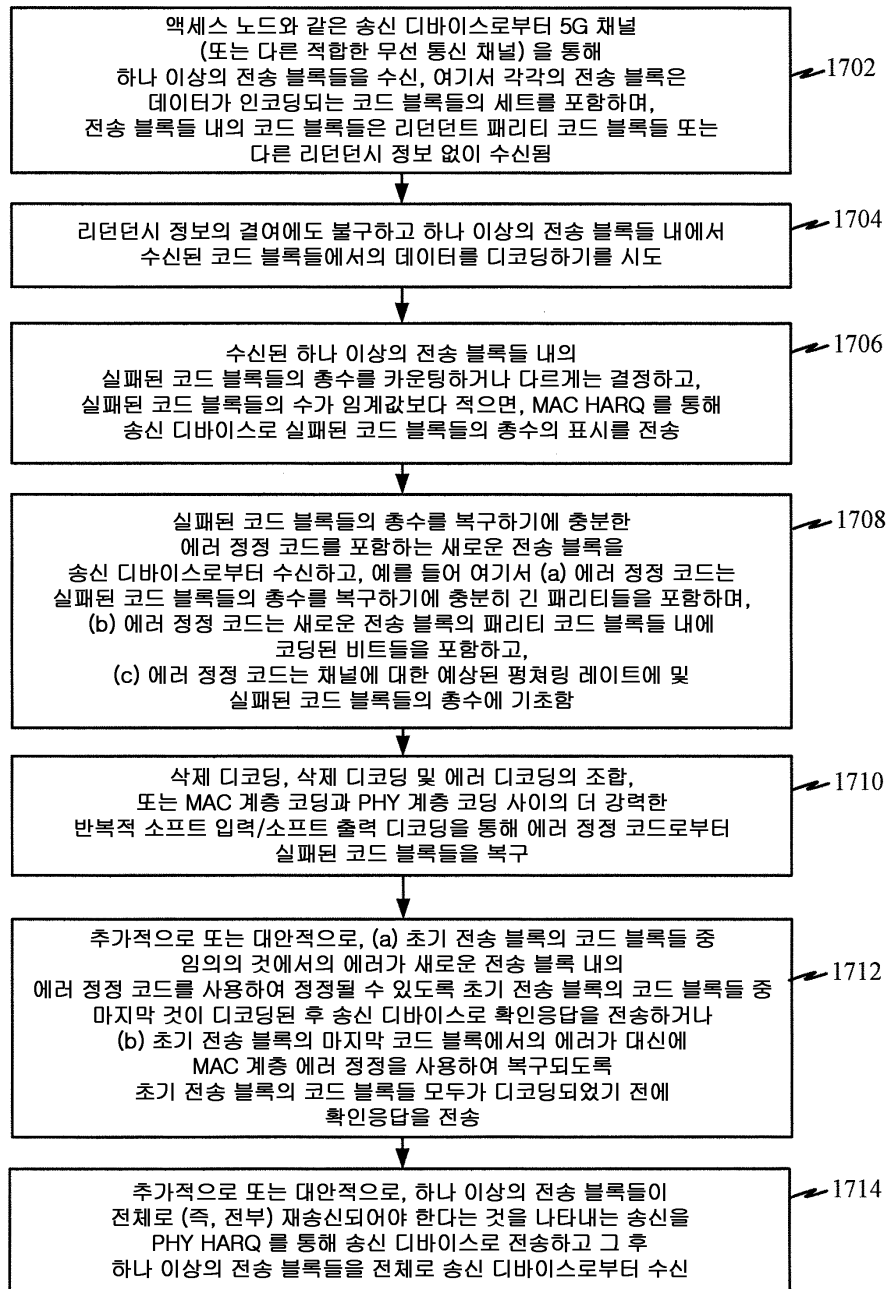 액세스 노드와 같은 송신 디바이스로부터 5G 채널
(또는 다른 적합한 무선 통신 채널) 을 통해
하나 이상의 전송 블록들을 수신, 여기서 각각의 전송 블록은
데이터가 인코딩되는 코드 블록들의 세트를 포함하며,
전송 블록들 내의 코드 블록들은 리던던트 패리티 코드 블록들 또는
다른 리던던시 정보 없이 수신됨
1702
리던던시 정보의 결여에도 불구하고 하나 이상의 전송 블록들 내에서
수신된 코드 블록들에서의 데이터를 디코딩하기를 시도
1704
수신된 하나 이상의 전송 블록들 내의
실패된 코드 블록들의 총수를 카운팅하거나 다르게는 결정하고,
실패된 코드 블록들의 수가 임계값보다 적으면, MAC HARQ 를 통해
송신 디바이스로 실패된 코드 블록들의 총수의 표시를 전송
1706
실패된 코드 블록들의 총수를 복구하기에 충분한
에러 정정 코드를 포함하는 새로운 전송 블록을
송신 디바이스로부터 수신하고, 예를 들어 여기서 (a) 에러 정정 코드는
실패된 코드 블록들의 총수를 복구하기에 충분히 긴 패리티들을 포함하며,
(b) 에러 정정 코드는 새로운 전송 블록의 패리티 코드 블록들 내에
코딩된 비트들을 포함하고,
(c) 에러 정정 코드는 채널에 대한 예상된 펑쳐링 레이트에 및
실패된 코드 블록들의 총수에 기초함
1708
삭제 디코딩, 삭제 디코딩 및 에러 디코딩의 조합,
또는 MAC 계층 코딩과 PHY 계층 코딩 사이의 더 강력한
반복적 소프트 입력/소프트 출력 디코딩을 통해 에러 정정 코드로부터
실패된 코드 블록들을 복구
1710
추가적으로 또는 대안적으로, (a) 초기 전송 블록의 코드 블록들 중
임의의 것에서의 에러가 새로운 전송 블록 내의
에러 정정 코드를 사용하여 정정될 수 있도록 초기 전송 블록의 코드 블록들 중
마지막 것이 디코딩된 후 송신 디바이스로 확인응답을 전송하거나
(b) 초기 전송 블록의 마지막 코드 블록에서의 에러가 대신에
MAC 계층 에러 정정을 사용하여 복구되도록
초기 전송 블록의 코드 블록들 모두가 디코딩되었기 전에
확인응답을 전송
1712
추가적으로 또는 대안적으로, 하나 이상의 전송 블록들이
전체로 (즉, 전부) 재송신되어야 한다는 것을 나타내는 송신을
PHY HARQ 를 통해 송신 디바이스로 전송하고 그 후
하나 이상의 전송 블록들을 전체로 송신 디바이스로부터 수신
1714